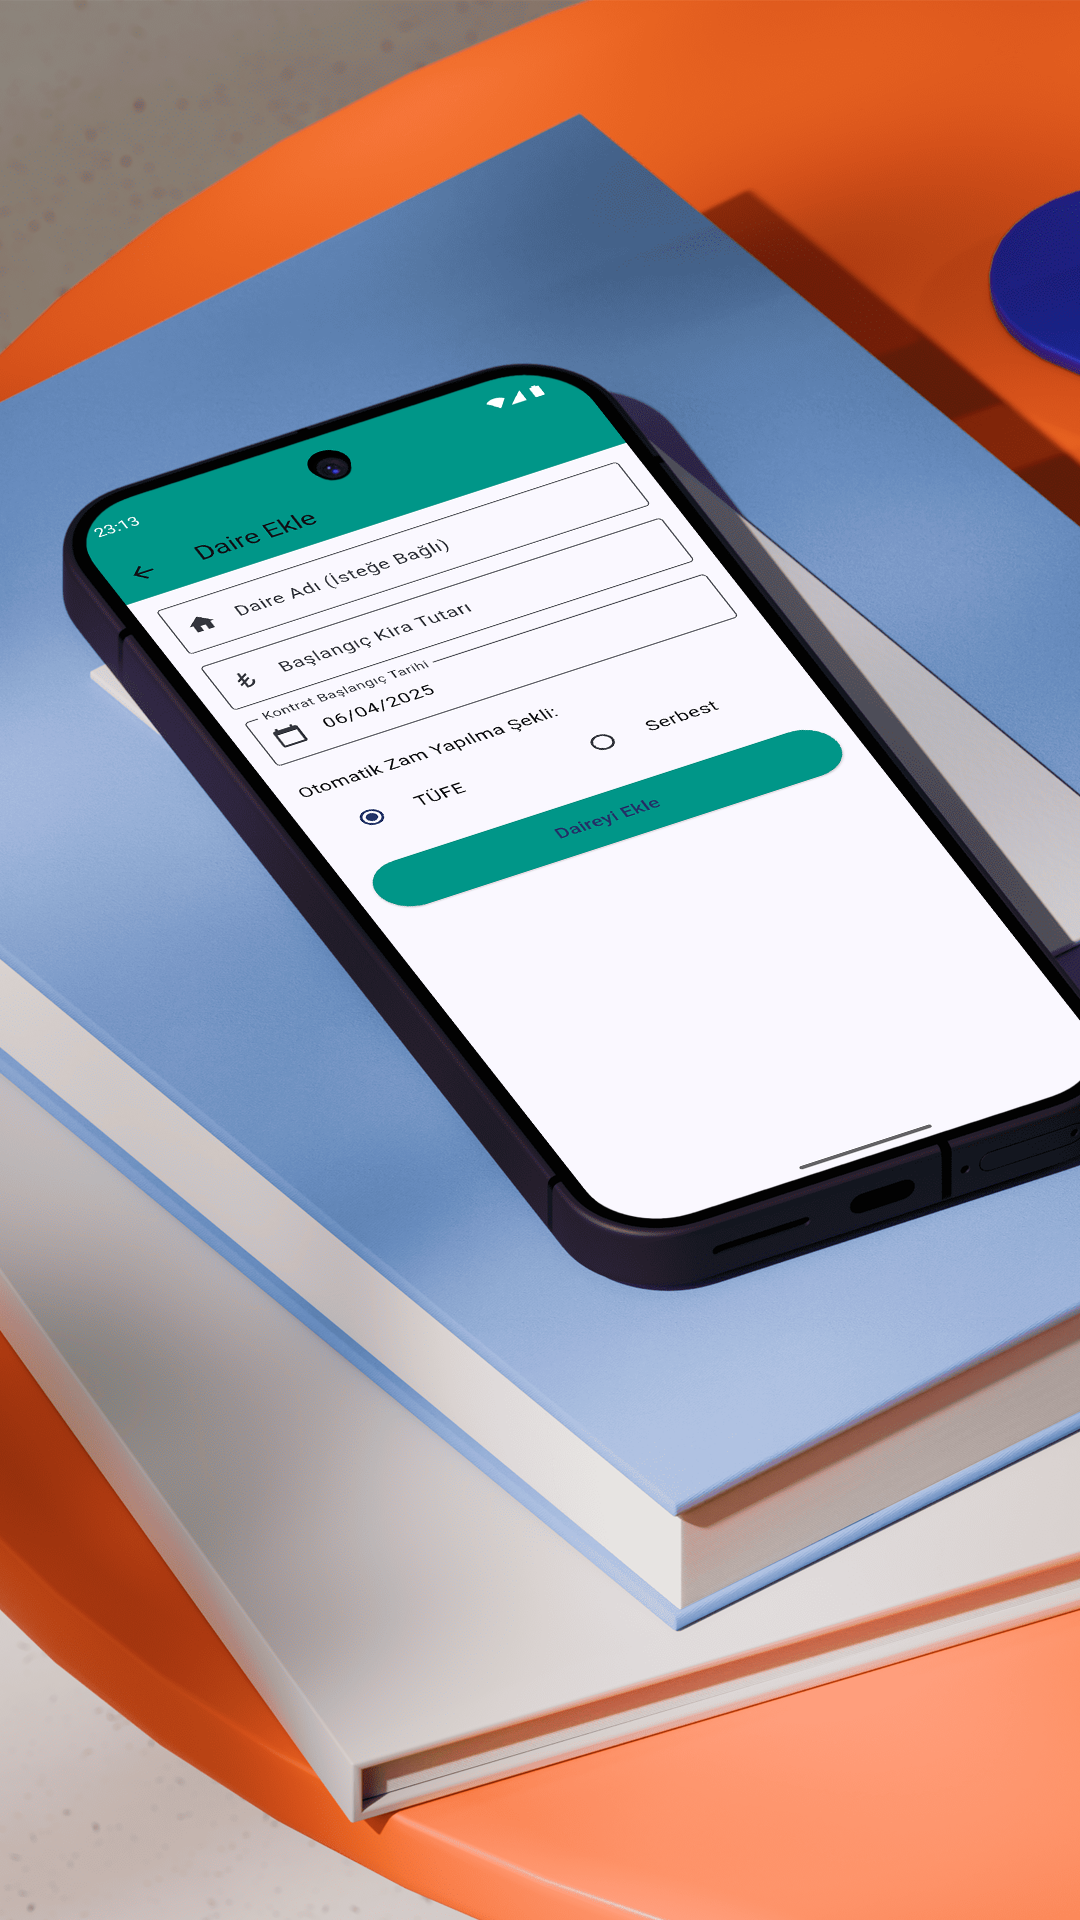 23:13
Daire Ekle
Daire Adı (İsteğe Bağlı)
Başlangıç Kira Tutarı
Kontrat Başlangıç Tarihi
06/04/2025
Otomatik Zam Yapılma Şekli:
TÜFE
Serbest
Daireyi Ekle